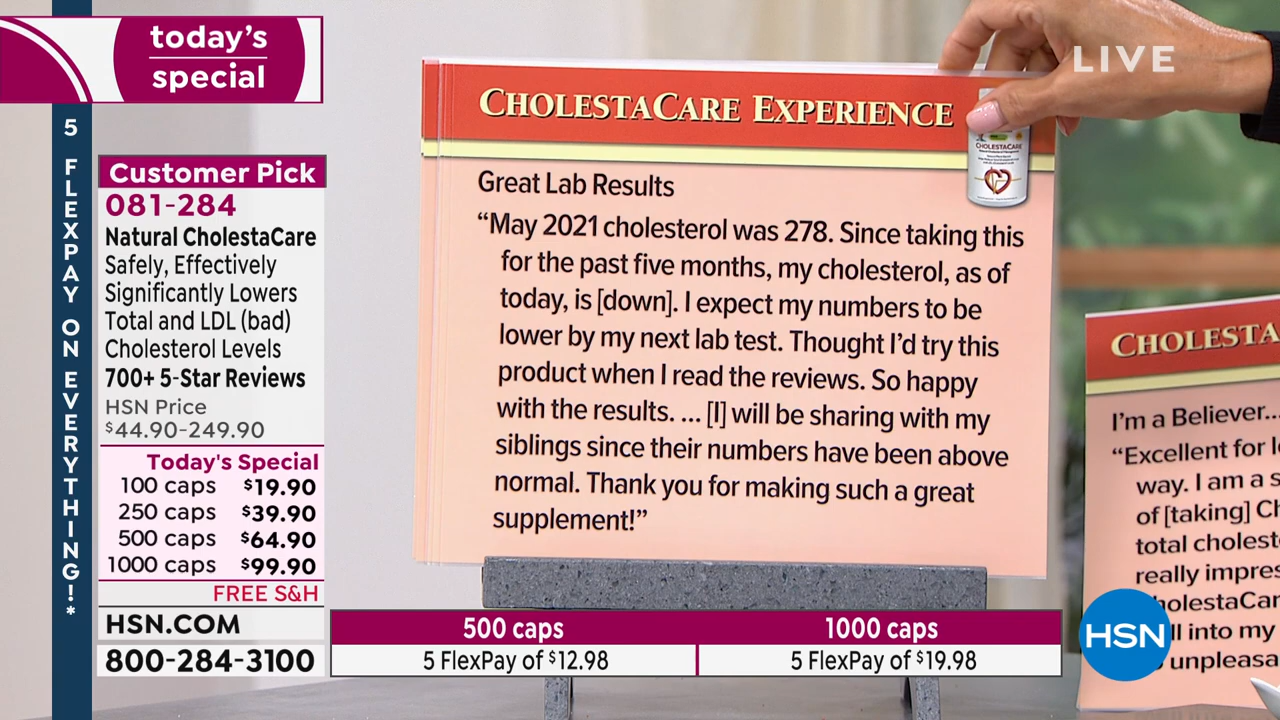 today's
special
5 FLEXPAY ON EVERYTHING!*
Customer Pick
081-284
Natural CholestaCare
Safely, Effectively
Significantly Lowers
Total and LDL (bad)
Cholesterol Levels
700+ 5-Star Reviews
HSN Price
$44.90-249.90
Today's Special
100 caps $19.90
250 caps $39.90
500 caps $64.90
1000 caps $99.90
FREE S&H
HSN.COM
800-284-3100
LIVE
CHOLESTACARE EXPERIENCE
CHOLESTACARE
Great Lab Results
“May 2021 cholesterol was 278. Since taking this
for the past five months, my cholesterol, as of
today, is [down]. I expect my numbers to be
lower by my next lab test. Thought I'd try this
product when I read the reviews. So happy
with the results. ... [I] will be sharing with my
siblings since their numbers have been above
normal. Thank you for making such a great
supplement!”
CHOLESTA
I'm a Believer...
“Excellent for
way. I am a
of [taking]
total
really
into my
500 caps 1000 caps
5 FlexPay of $12.98 5 FlexPay of $19.98
HSN